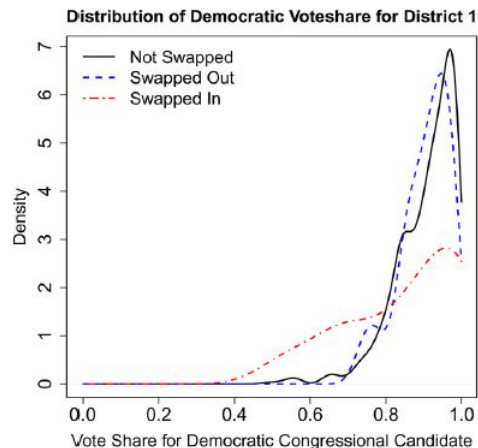 Distribution of Democratic Voteshare for District 1
Not Swapped
Swapped Out
Swapped In
Density
7
6
5
4
3
2
1
0
0.0 0.2 0.4 0.6 0.8 1.0
Vote Share for Democratic Congressional Candidate